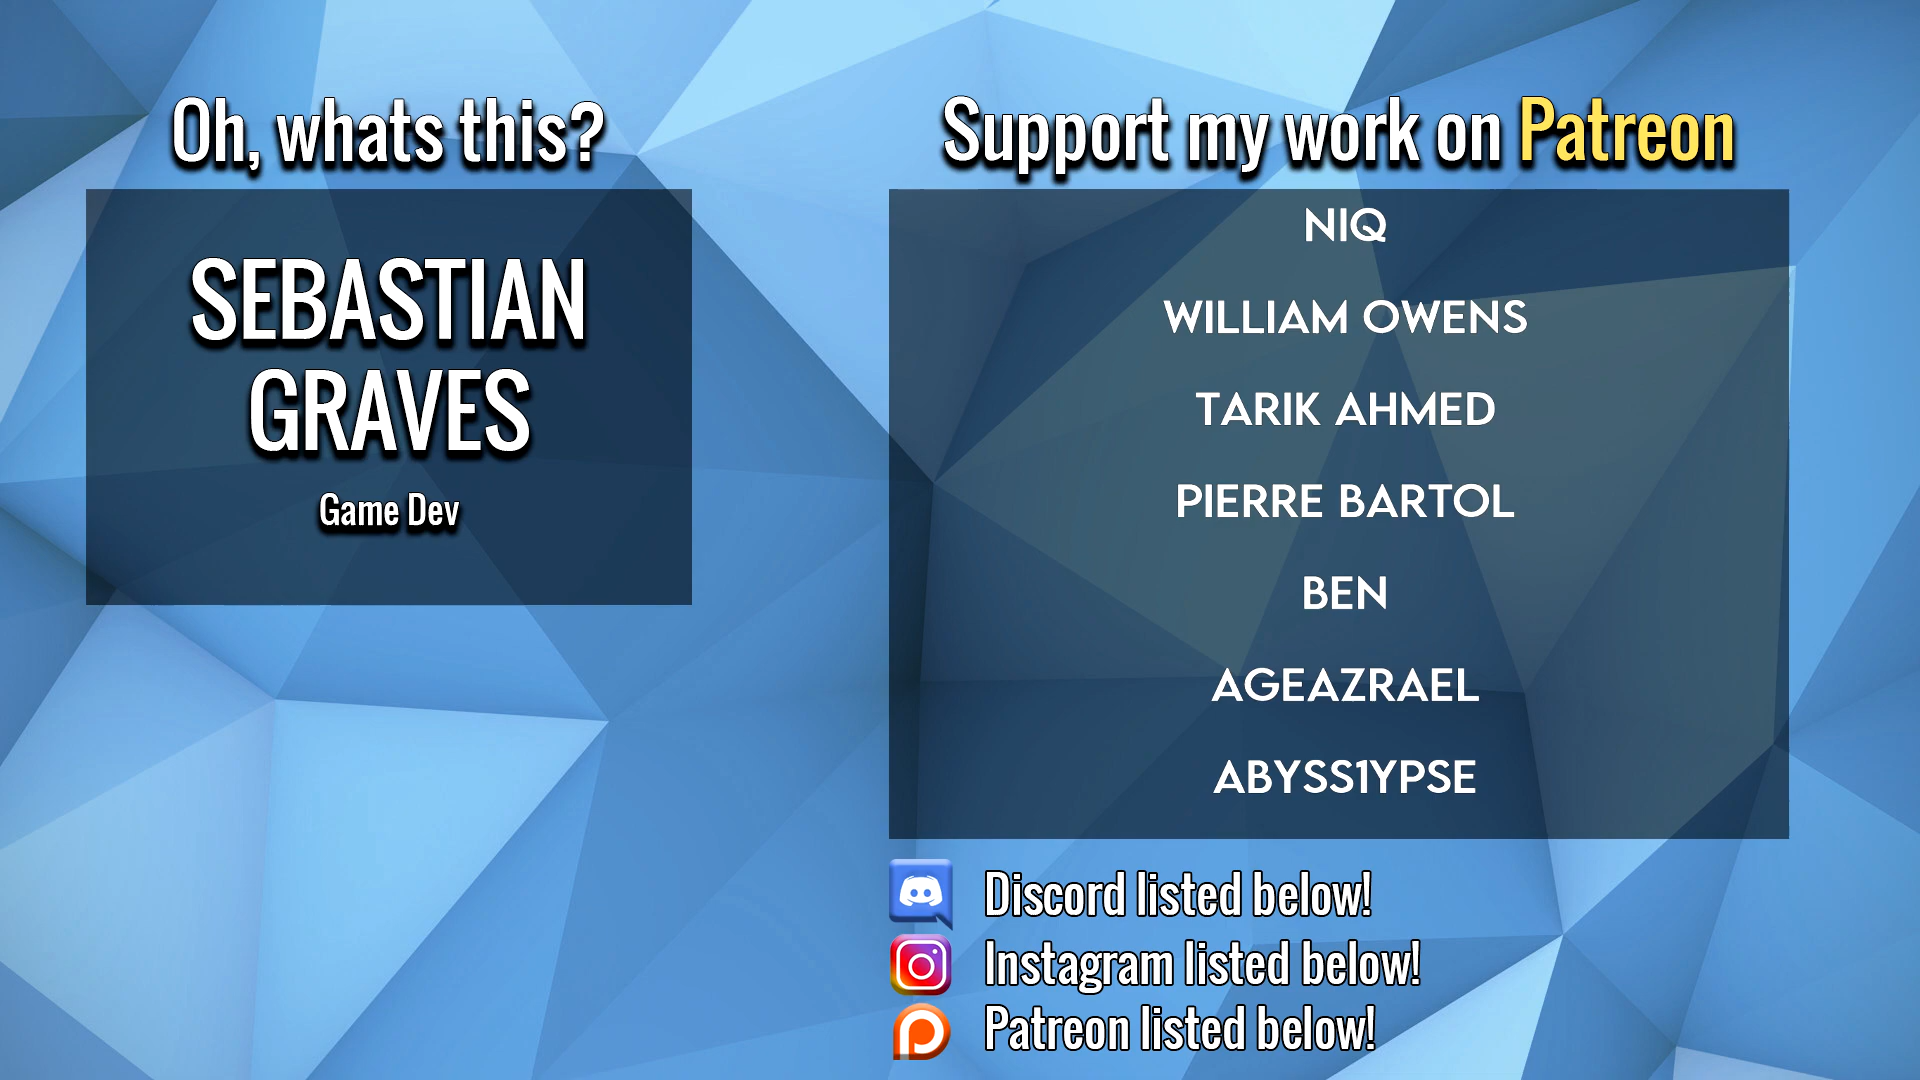 Oh, whats this?
SEBASTIAN
GRAVES
Game Dev
Support my work on Patreon
NIQ
WILLIAM OWENS
TARIK AHMED
PIERRE BARTOL
BEN
AGEAZRAEL
ABYSS1YPSE
Discord listed below!
Instagram listed below!
Patreon listed below!